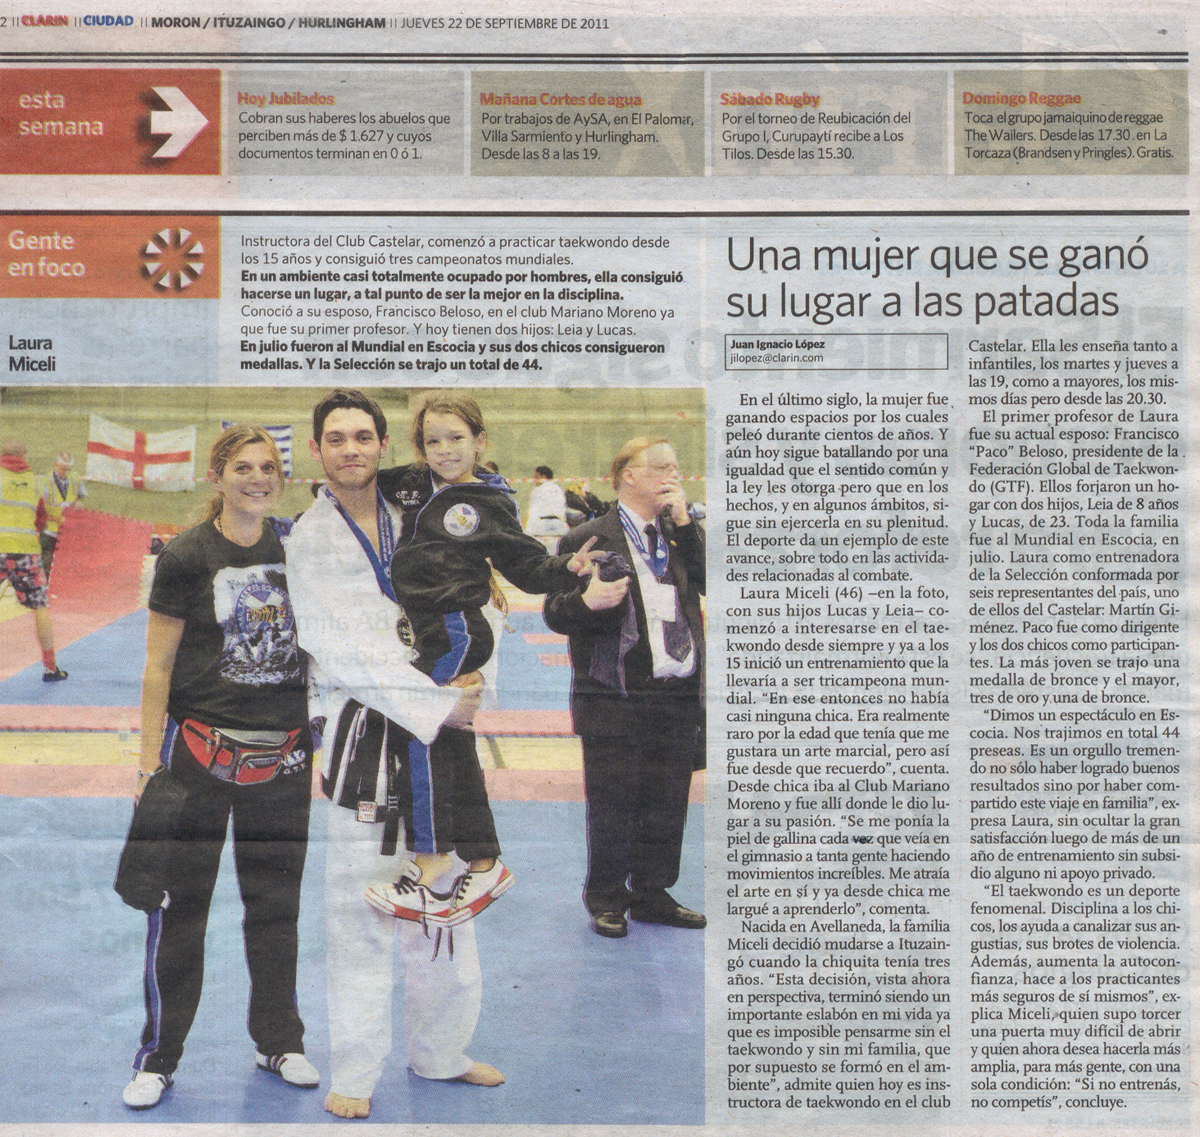 2 || CLARIN || CIUDAD || MORON / ITUZAINGO / HURLINGHAM || JUEVES 22 DE SEPTIEMBRE DE 2011
esta
semana
Hoy Jubilados
Cobran sus haberes los abuelos que
perciben más de $ 1.627 y cuyos
documentos terminan en 0 ó 1.
Mañana Cortes de agua
Por trabajos de AySA, en El Palomar,
Villa Sarmiento y Hurlingham.
Desde las 8 a las 19.
Sábado Rugby
Por el torneo de Reubicación del
Grupo I, Curupaytí recibe a Los
Tilos. Desde las 15.30.
Domingo Reggae
Toca el grupo jamaiquino de reggae
The Wailers. Desde las 17.30 en La
Torcaza (Brandsen y Pringles). Gratis.
Gente
en foco
Laura
Miceli
Instructora del Club Castelar, comenzó a practicar taekwondo desde
los 15 años y consiguió tres campeonatos mundiales.
En un ambiente casi totalmente ocupado por hombres, ella consiguió
hacerse un lugar, a tal punto de ser la mejor en la disciplina.
Conoció a su esposo, Francisco Beloso, en el club Mariano Moreno ya
que fue su primer profesor. Y hoy tienen dos hijos: Leia y Lucas.
En julio fueron al Mundial en Escocia y sus dos chicos consiguieron
medallas. Y la Selección se trajo un total de 44.
Una mujer que se ganó
su lugar a las patadas
Juan Ignacio López
jilopez@clarin.com
En el último siglo, la mujer fue
ganando espacios por los cuales
peleó durante cientos de años. Y
aún hoy sigue batallando por una
igualdad que el sentido común y
la ley les otorga pero que en los
hechos, y en algunos ámbitos, si-
gue sin ejercerla en su plenitud.
El deporte da un ejemplo de este
avance, sobre todo en las activida-
des relacionadas al combate.
Laura Miceli (46) –en la foto,
con sus hijos Lucas y Leia– co-
menzó a interesarse en el tae-
kwondo desde siempre y ya a los
15 inició un entrenamiento que la
llevaría a ser tricampeona mun-
dial. “En ese entonces no había
casi ninguna chica. Era realmente
raro por la edad que tenía que me
gustara un arte marcial, pero así
fue desde que recuerdo”, cuenta.
Desde chica iba al Club Mariano
Moreno y fue allí donde le dio lu-
gar a su pasión. “Se me ponía la
piel de gallina cada vez que veía en
el gimnasio a tanta gente haciendo
movimientos increíbles. Me atraía
el arte en sí y ya desde chica me
largué a aprenderlo”, comenta.
Nacida en Avellaneda, la familia
Miceli decidió mudarse a Ituzain-
gó cuando la chiquita tenía tres
años. “Esta decisión, vista ahora
en perspectiva, terminó siendo un
importante eslabón en mi vida ya
que es imposible pensarme sin el
taekwondo y sin mi familia, que
por supuesto se formó en el am-
biente”, admite quien hoy es ins-
tructora de taekwondo en el club
Castelar. Ella les enseña tanto a
infantiles, los martes y jueves a
las 19, como a mayores, los mis-
mos días pero desde las 20.30.
El primer profesor de Laura
fue su actual esposo: Francisco
“Paco” Beloso, presidente de la
Federación Global de Taekwon-
do (GTF). Ellos forjaron un ho-
gar con dos hijos, Leia de 8 años
y Lucas, de 23. Toda la familia
fue al Mundial en Escocia, en
julio. Laura como entrenadora
de la Selección conformada por
seis representantes del país, uno
de ellos del Castelar: Martín Gi-
ménez. Paco fue como dirigente
y los dos chicos como participan-
tes. La más joven se trajo una
medalla de bronce y el mayor,
tres de oro y una de bronce.
“Dimos un espectáculo en Es-
cocia. Nos trajimos en total 44
preseas. Es un orgullo tremen-
do no sólo haber logrado buenos
resultados sino por haber com-
partido este viaje en familia”, ex-
presa Laura, sin ocultar la gran
satisfacción luego de más de un
año de entrenamiento sin subsi-
dio alguno ni apoyo privado.
“El taekwondo es un deporte
fenomenal. Disciplina a los chi-
cos, los ayuda a canalizar sus an-
gustias, sus brotes de violencia.
Además, aumenta la autoconfi-
fianza, hace a los practicantes
más seguros de sí mismos”, ex-
plica Miceli, quien supo torcer
una puerta muy difícil de abrir
y quien ahora desea hacerla más
amplia, para más gente, con una
sola condición: “Si no entrenás,
no competís”, concluye.